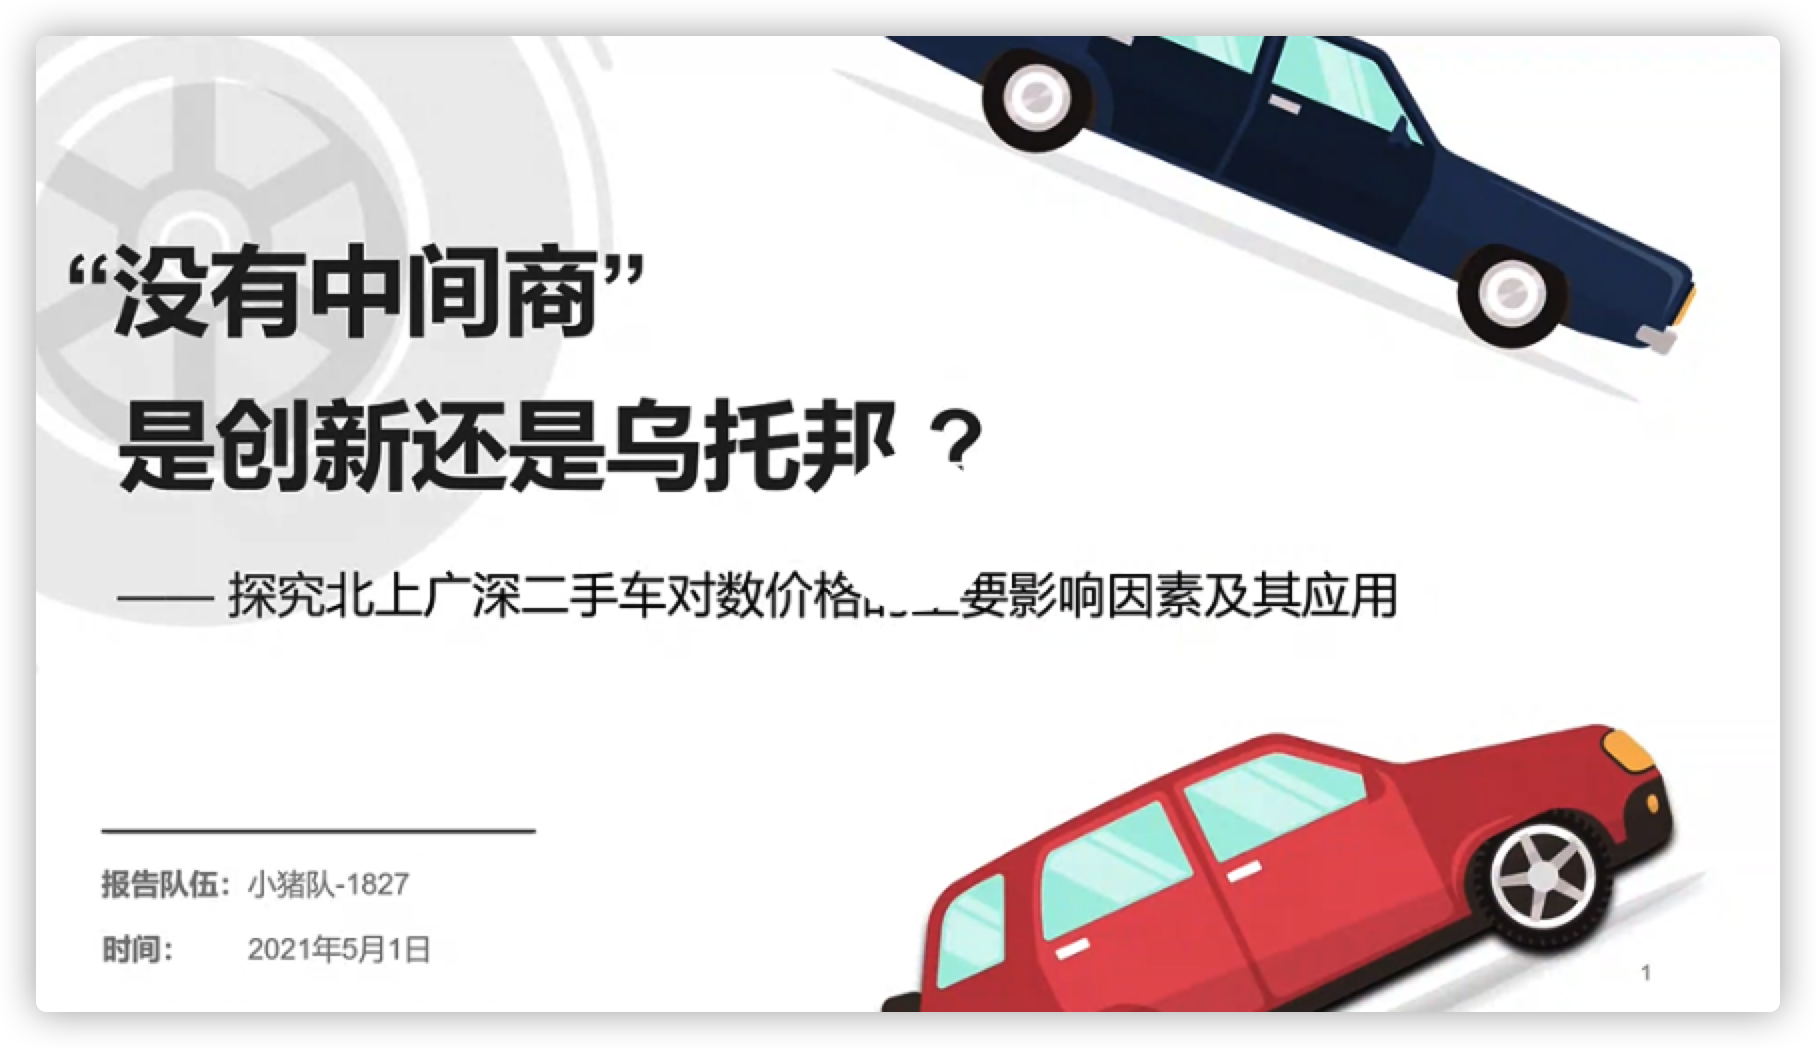 “没有中间商”
是创新还是乌托邦 ?
—— 探究北上广深二手车对数价格要影响因素及其应用
报告队伍：小猪队-1827
时间： 2021年5月1日
1